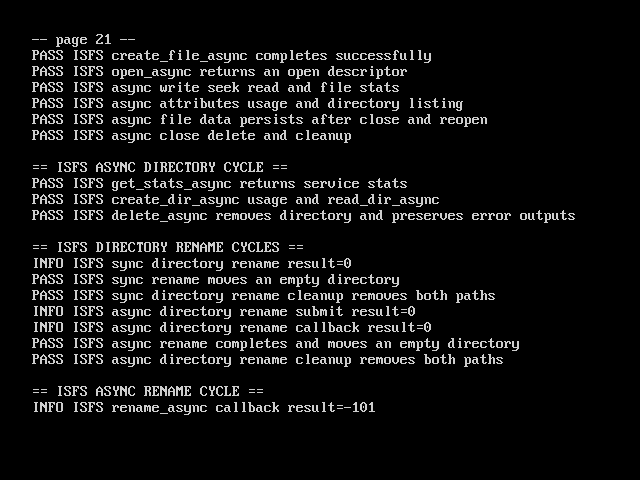 -- page 21 --
PASS ISFS create_file_async completes successfully
PASS ISFS open_async returns an open descriptor
PASS ISFS async write seek read and file stats
PASS ISFS async attributes usage and directory listing
PASS ISFS async file data persists after close and reopen
PASS ISFS async close delete and cleanup
== ISFS ASYNC DIRECTORY CYCLE ==
PASS ISFS get_stats_async returns service stats
PASS ISFS create_dir_async usage and read_dir_async
PASS ISFS delete_async removes directory and preserves error outputs
== ISFS DIRECTORY RENAME CYCLES ==
INFO ISFS sync directory rename result=0
PASS ISFS sync rename moves an empty directory
PASS ISFS sync directory rename cleanup removes both paths
INFO ISFS async directory rename submit result=0
INFO ISFS async directory rename callback result=0
PASS ISFS async rename completes and moves an empty directory
PASS ISFS async directory rename cleanup removes both paths
== ISFS ASYNC RENAME CYCLE ==
INFO ISFS rename_async callback result=-101